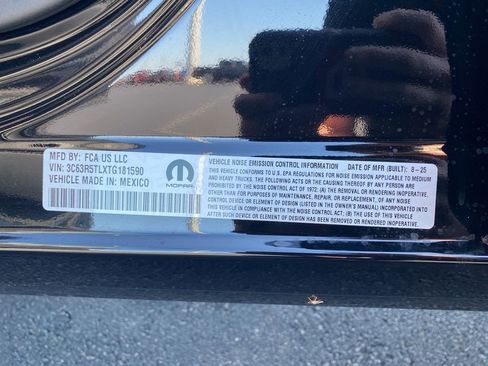 MFD BY: FCA US LLC
VIN: 3C63R5TLXTG181590
VEHICLE MADE IN: MEXICO
MOPAR
VEHICLE NOISE EMISSION CONTROL INFORMATION DATE OF MFR (BUILT): 8-25
THIS VEHICLE CONFORMS TO U.S. EPA REGULATIONS FOR NOISE EMISSION APPLICABLE TO MEDIUM
AND HEAVY TRUCKS. THE FOLLOWING ACTS OR THE CAUSING THEREOF BY ANY PERSON ARE
PROHIBITED BY THE NOISE CONTROL ACT OF 1972: (A) THE REMOVAL OR RENDERING
INOPERATIVE, OTHER THAN FOR PURPOSES OF MAINTENANCE, REPAIR, OR REPLACEMENT, OF ANY
NOISE CONTROL DEVICE OR ELEMENT OF DESIGN (LISTED IN THE OWNER'S MANUAL) INCORPORATED
INTO THIS VEHICLE IN COMPLIANCE WITH THE NOISE CONTROL ACT;
(B) THE USE OF THIS VEHICLE AFTER SUCH
DEVICE OR ELEMENT OF DESIGN HAS BEEN REMOVED OR RENDERED INOPERATIVE.